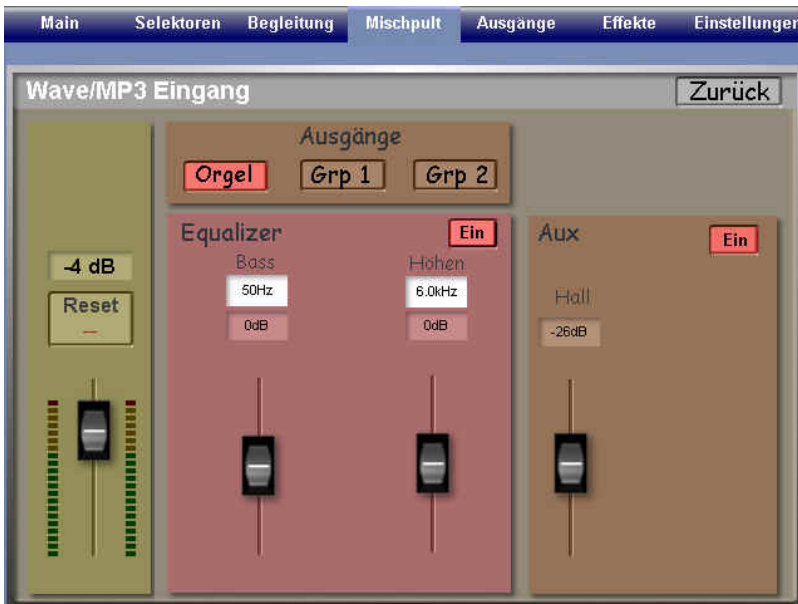 Main Selektoren Begleitung Mischpult Ausgänge Effekte Einstellunger
Wave/MP3 Eingang Zurück
Ausgänge
Orgel Grp 1 Grp 2
-4 dB
Reset
--
Equalizer Ein
Bass Höhen
50Hz 6.0kHz
0dB 0dB
Aux Ein
Hall
-26dB